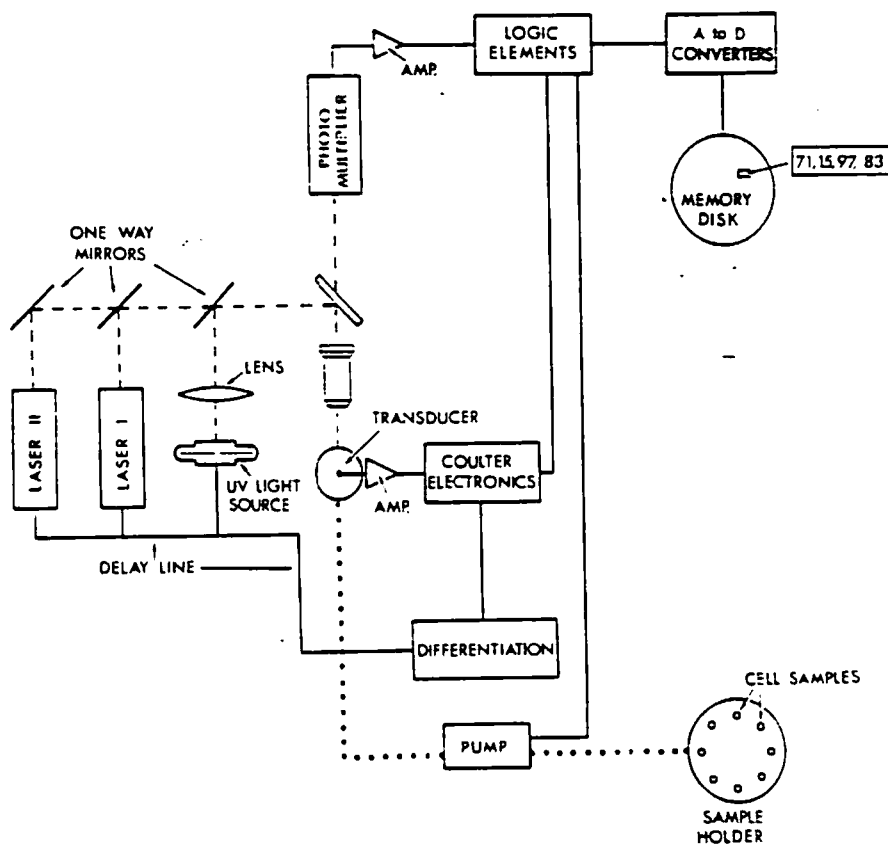 LOGIC
ELEMENTS
A to D
CONVERTERS
AMP.
PHOTO
MULTIPLIER
71, 15, 97, 83
MEMORY
DISK
ONE WAY
MIRRORS
LENS
LASER II
LASER I
UV LIGHT
SOURCE
TRANSDUCER
AMP.
COULTER
ELECTRONICS
DELAY LINE
DIFFERENTIATION
CELL SAMPLES
PUMP
SAMPLE
HOLDER